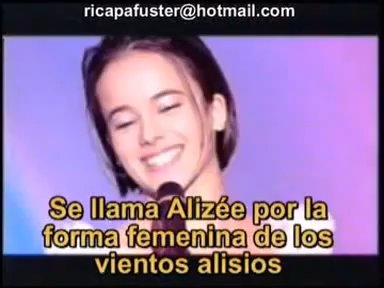 ricapafuster@hotmail.com
Se llama Alizée por la
forma femenina de los
vientos alisios